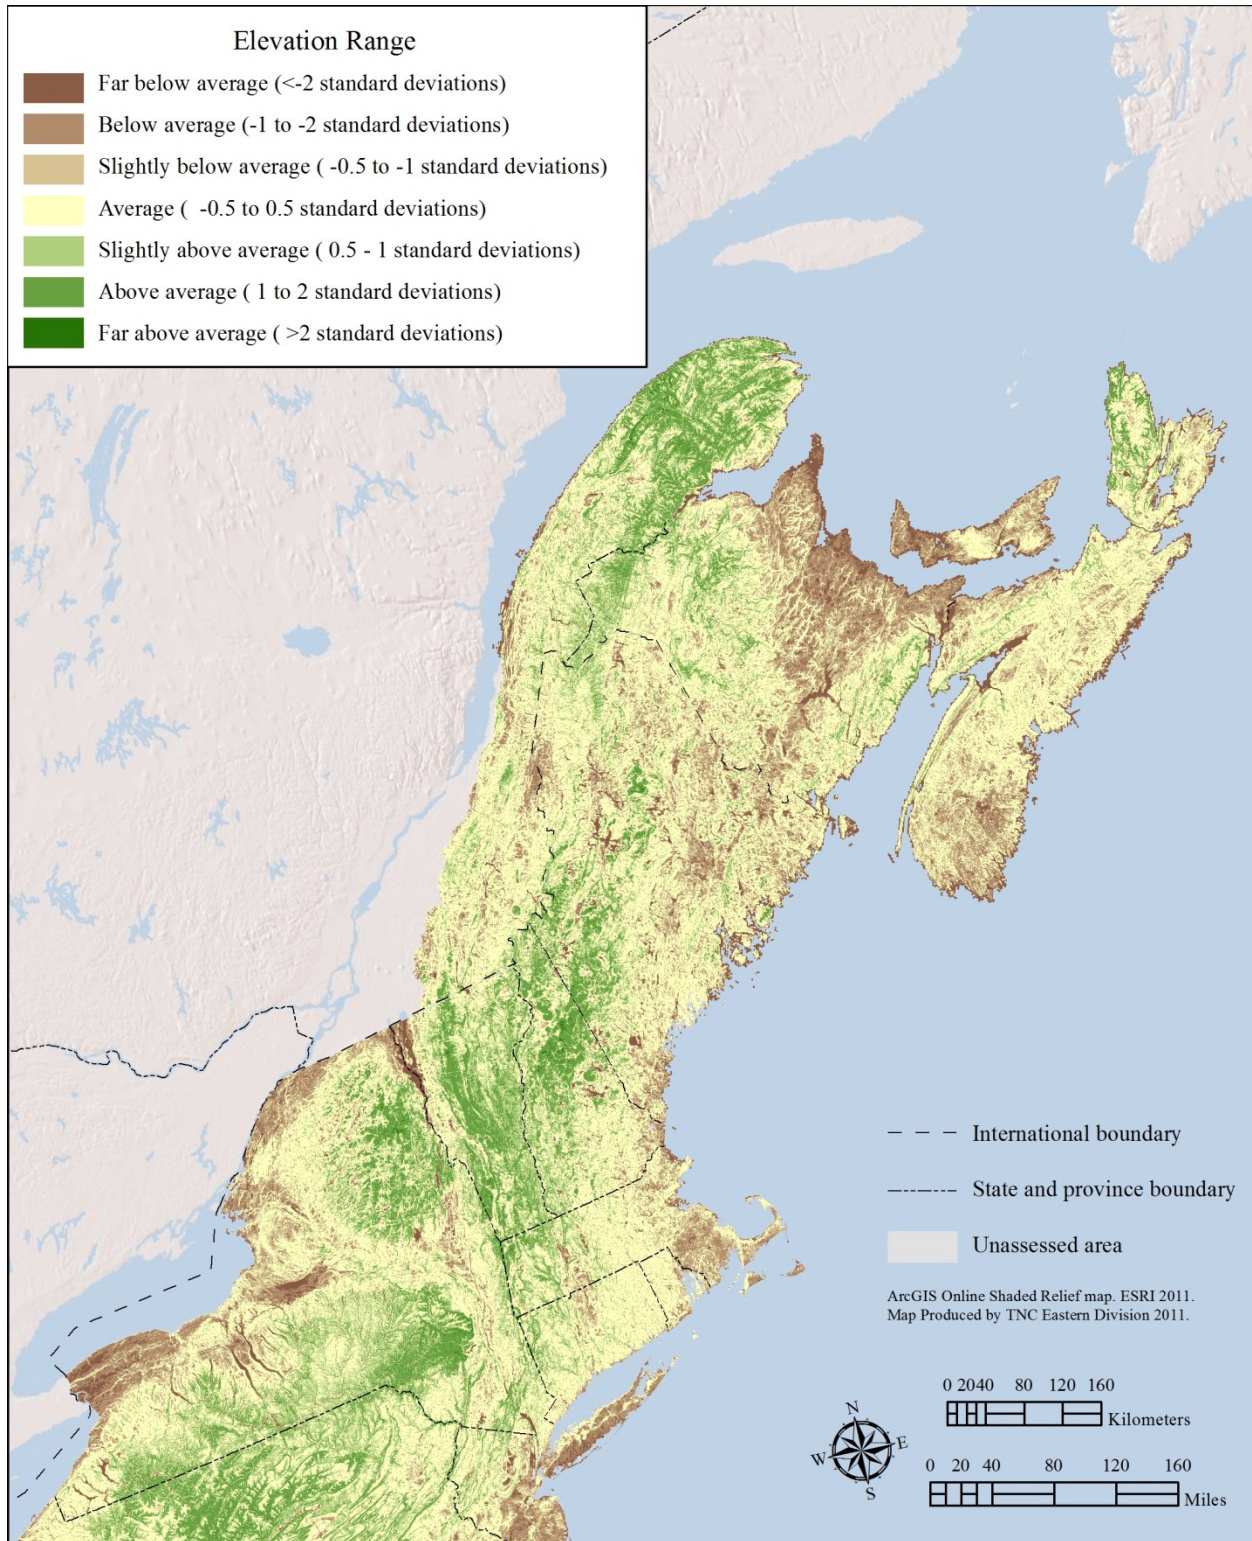 Elevation Range
Far below average (<-2 standard deviations)
Below average (-1 to -2 standard deviations)
Slightly below average ( -0.5 to -1 standard deviations)
Average ( -0.5 to 0.5 standard deviations)
Slightly above average ( 0.5 - 1 standard deviations)
Above average ( 1 to 2 standard deviations)
Far above average ( >2 standard deviations)
International boundary
State and province boundary
Unassessed area
ArcGIS Online Shaded Relief map. ESRI 2011.
Map Produced by TNC Eastern Division 2011.
0 20 40 80 120 160
Kilometers
N
W E
S
0 20 40 80 120 160
Miles